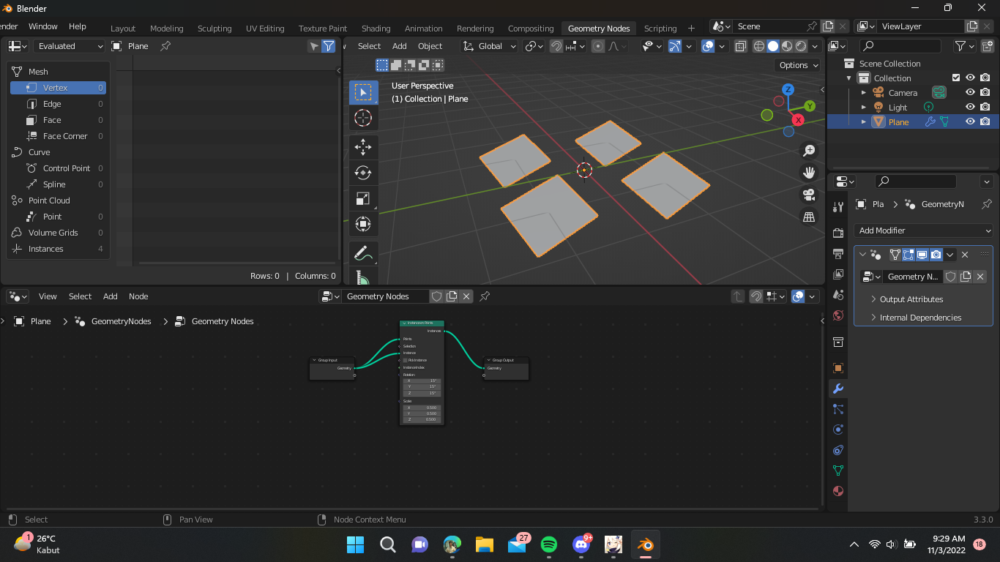 Blender
ender Window Help Layout Modeling Sculpting UV Editing Texture Paint Shading Animation Rendering Compositing Geometry Nodes Scripting + Scene ViewLayer
Evaluated Plane
Mesh
Vertex 0
Edge 0
Face 0
Face Corner 0
Curve
Control Point 0
Spline 0
Point Cloud
Point 0
Volume Grids 0
Instances 4
Rows: 0 | Columns: 0
Select Add Object Global
Options
User Perspective
(1) Collection | Plane
Z
Y
X
Scene Collection
Collection
Camera
Light
Plane
Pla GeometryN
Add Modifier
Geometry N...
Output Attributes
Internal Dependencies
View Select Add Node Geometry Nodes
Plane GeometryNodes Geometry Nodes
Group Input
Geometry
Instance on Points
Instances
Points
Selection
Instance
Pick Instance
Instance Index
Rotation:
X 15°
Y 15°
Z 15°
Scale:
X 0.500
Y 0.500
Z 0.500
Group Output
Geometry
Select Pan View Node Context Menu 3.3.0
1
26°C
Kabut
27
9+
9:29 AM
11/3/2022
18